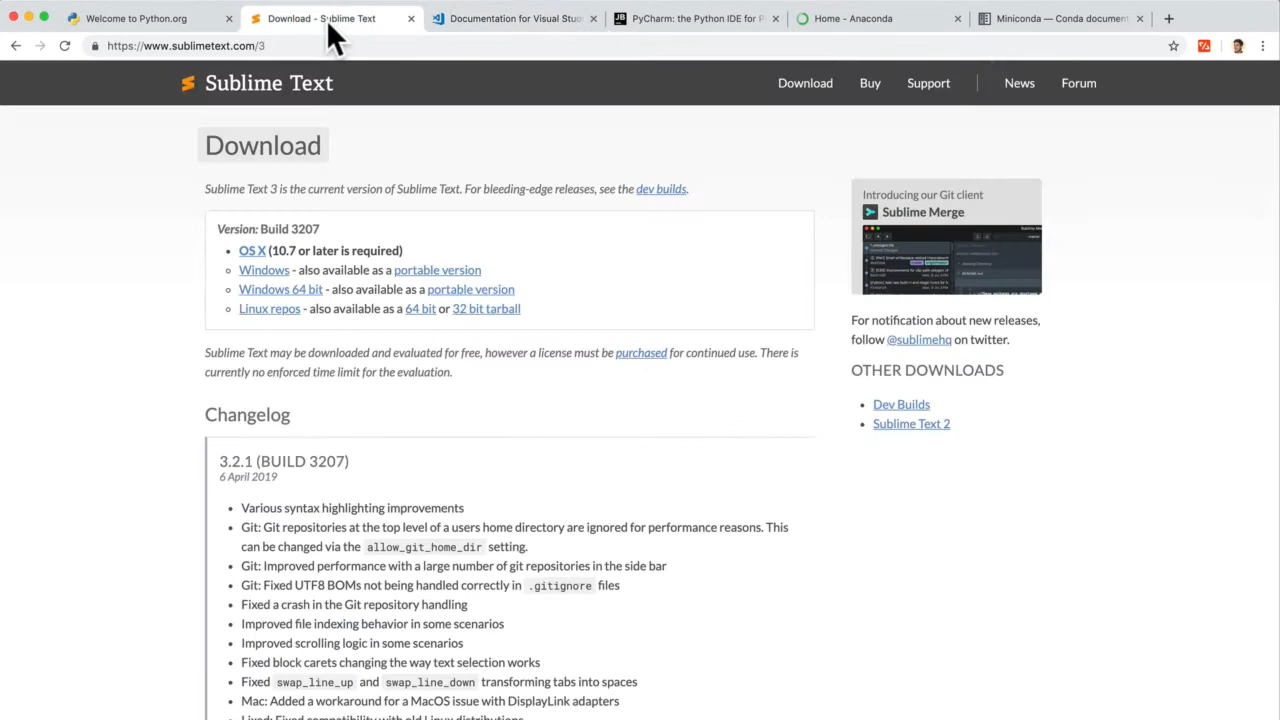 Welcome to Python.org
Download - Sublime Text
Documentation for Visual Stu
PyCharm: the Python IDE for P
Home - Anaconda
Miniconda — Conda document
https://www.sublimetext.com/3
Sublime Text
Download
Buy
Support
News
Forum
Download
Sublime Text 3 is the current version of Sublime Text. For bleeding-edge releases, see the dev builds.
Version: Build 3207
OS X (10.7 or later is required)
Windows - also available as a portable version
Windows 64 bit - also available as a portable version
Linux repos - also available as a 64 bit or 32 bit tarball
Sublime Text may be downloaded and evaluated for free, however a license must be purchased for continued use. There is
currently no enforced time limit for the evaluation.
Changelog
3.2.1 (BUILD 3207)
6 April 2019
Various syntax highlighting improvements
Git: Git repositories at the top level of a users home directory are ignored for performance reasons. This
can be changed via the allow_git_home_dir setting.
Git: Improved performance with a large number of git repositories in the side bar
Git: Fixed UTF8 BOMs not being handled correctly in .gitignore files
Fixed a crash in the Git repository handling
Improved file indexing behavior in some scenarios
Improved scrolling logic in some scenarios
Fixed block carets changing the way text selection works
Fixed swap_line_up and swap_line_down transforming tabs into spaces
Mac: Added a workaround for a MacOS issue with DisplayLink adapters
Introducing our Git client
Sublime Merge
For notification about new releases,
follow @sublimehq on twitter.
OTHER DOWNLOADS
Dev Builds
Sublime Text 2